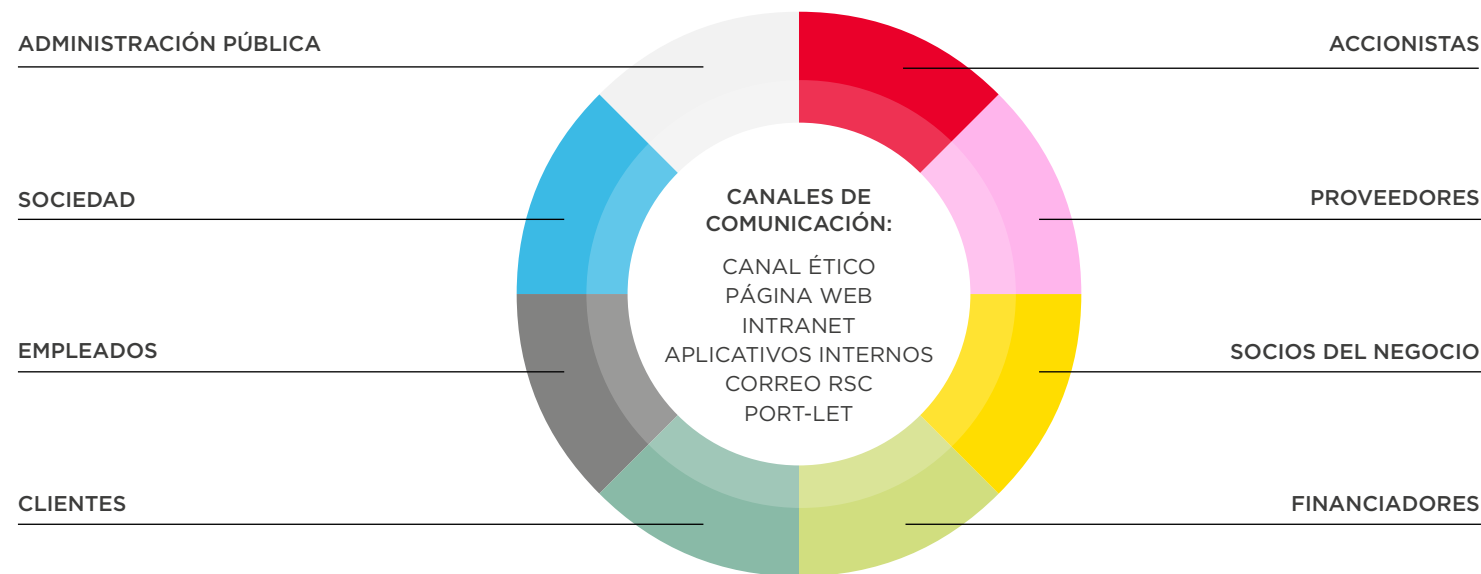 ADMINISTRACIÓN PÚBLICA
SOCIEDAD
EMPLEADOS
CLIENTES
CANALES DE
COMUNICACIÓN:
CANAL ÉTICO
PÁGINA WEB
INTRANET
APLICATIVOS INTERNOS
CORREO RSC
PORT-LET
ACCIONISTAS
PROVEEDORES
SOCIOS DEL NEGOCIO
FINANCIADORES